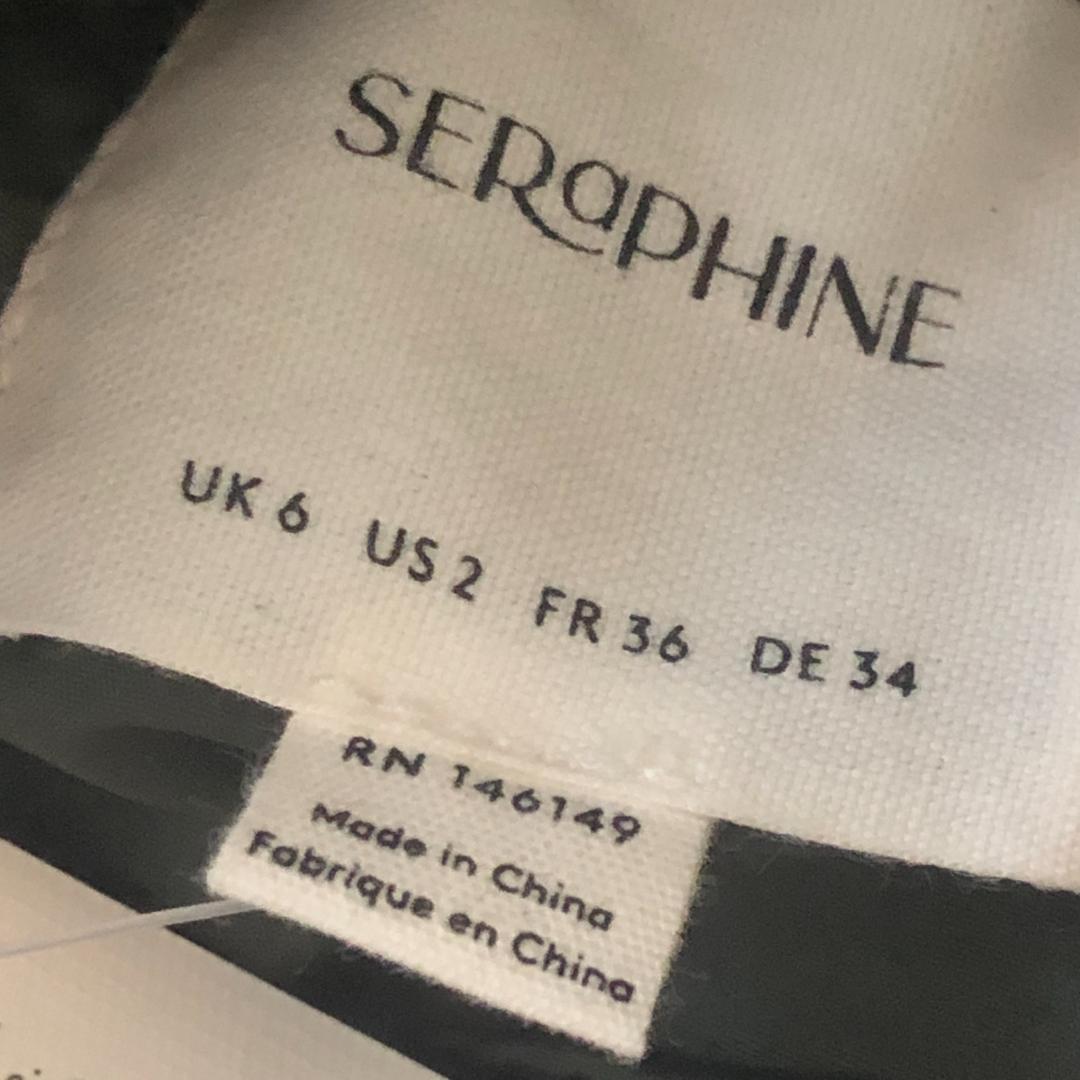 SERaPHINE
UK 6 US 2 FR 36 DE 34
RN 146149
Made in China
Fabrique en China